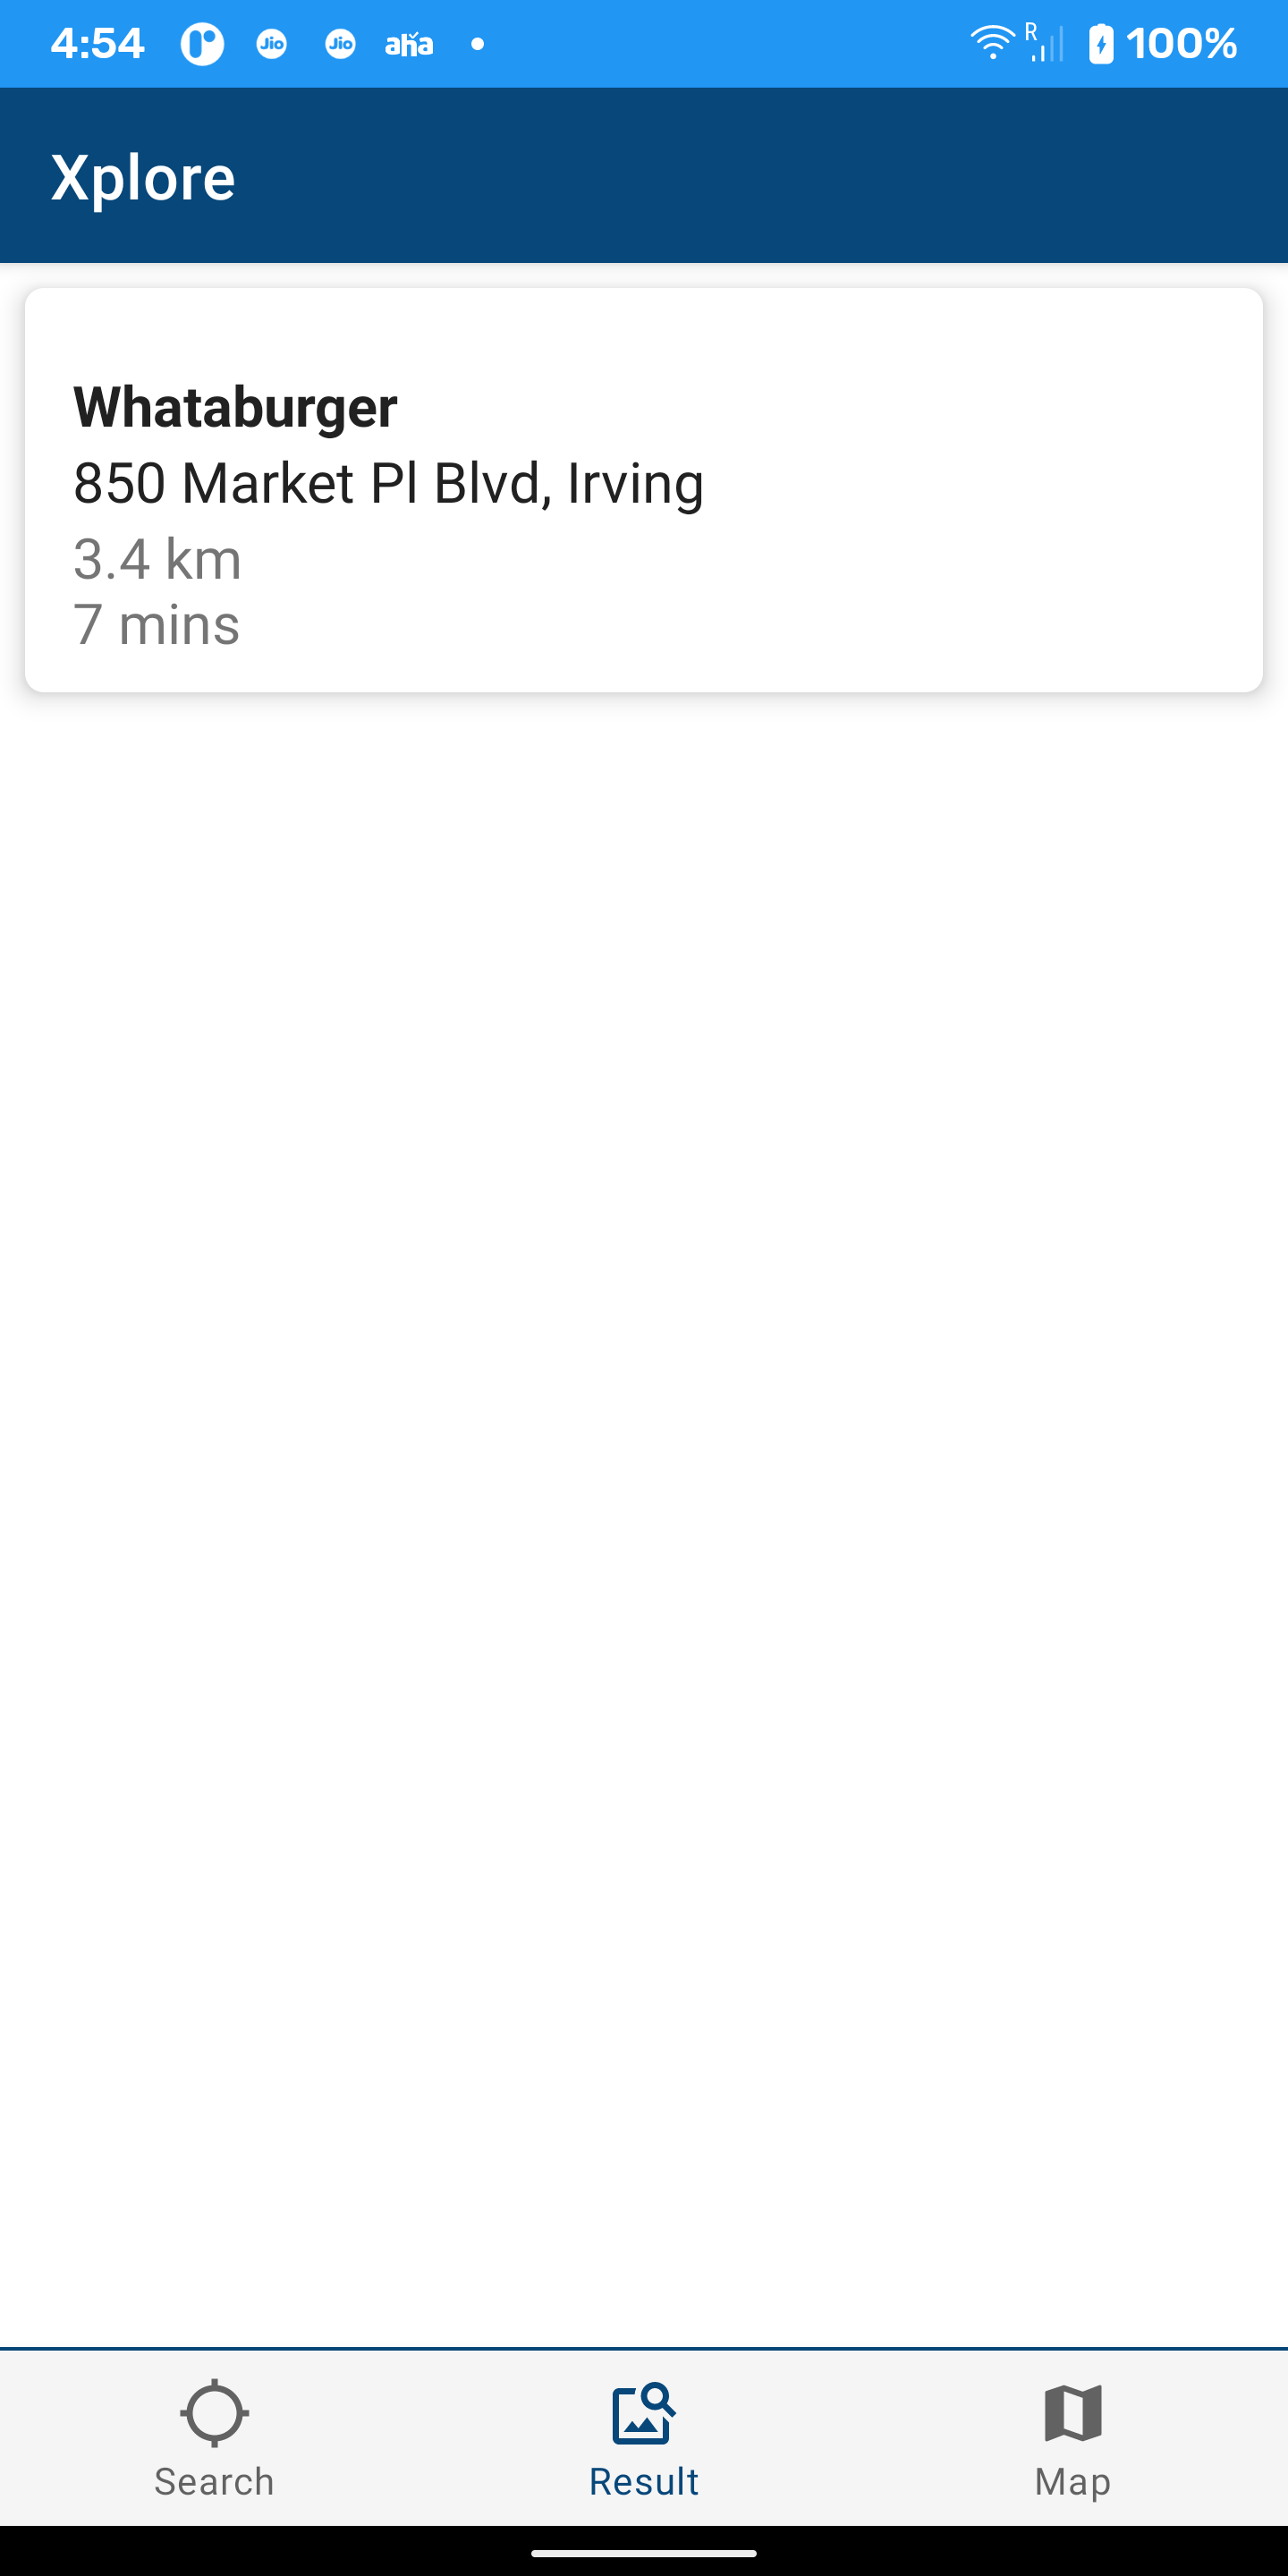 4:54 Jio Jio aha R 100%
Xplore
Whataburger
850 Market Pl Blvd, Irving
3.4 km
7 mins
Search Result Map